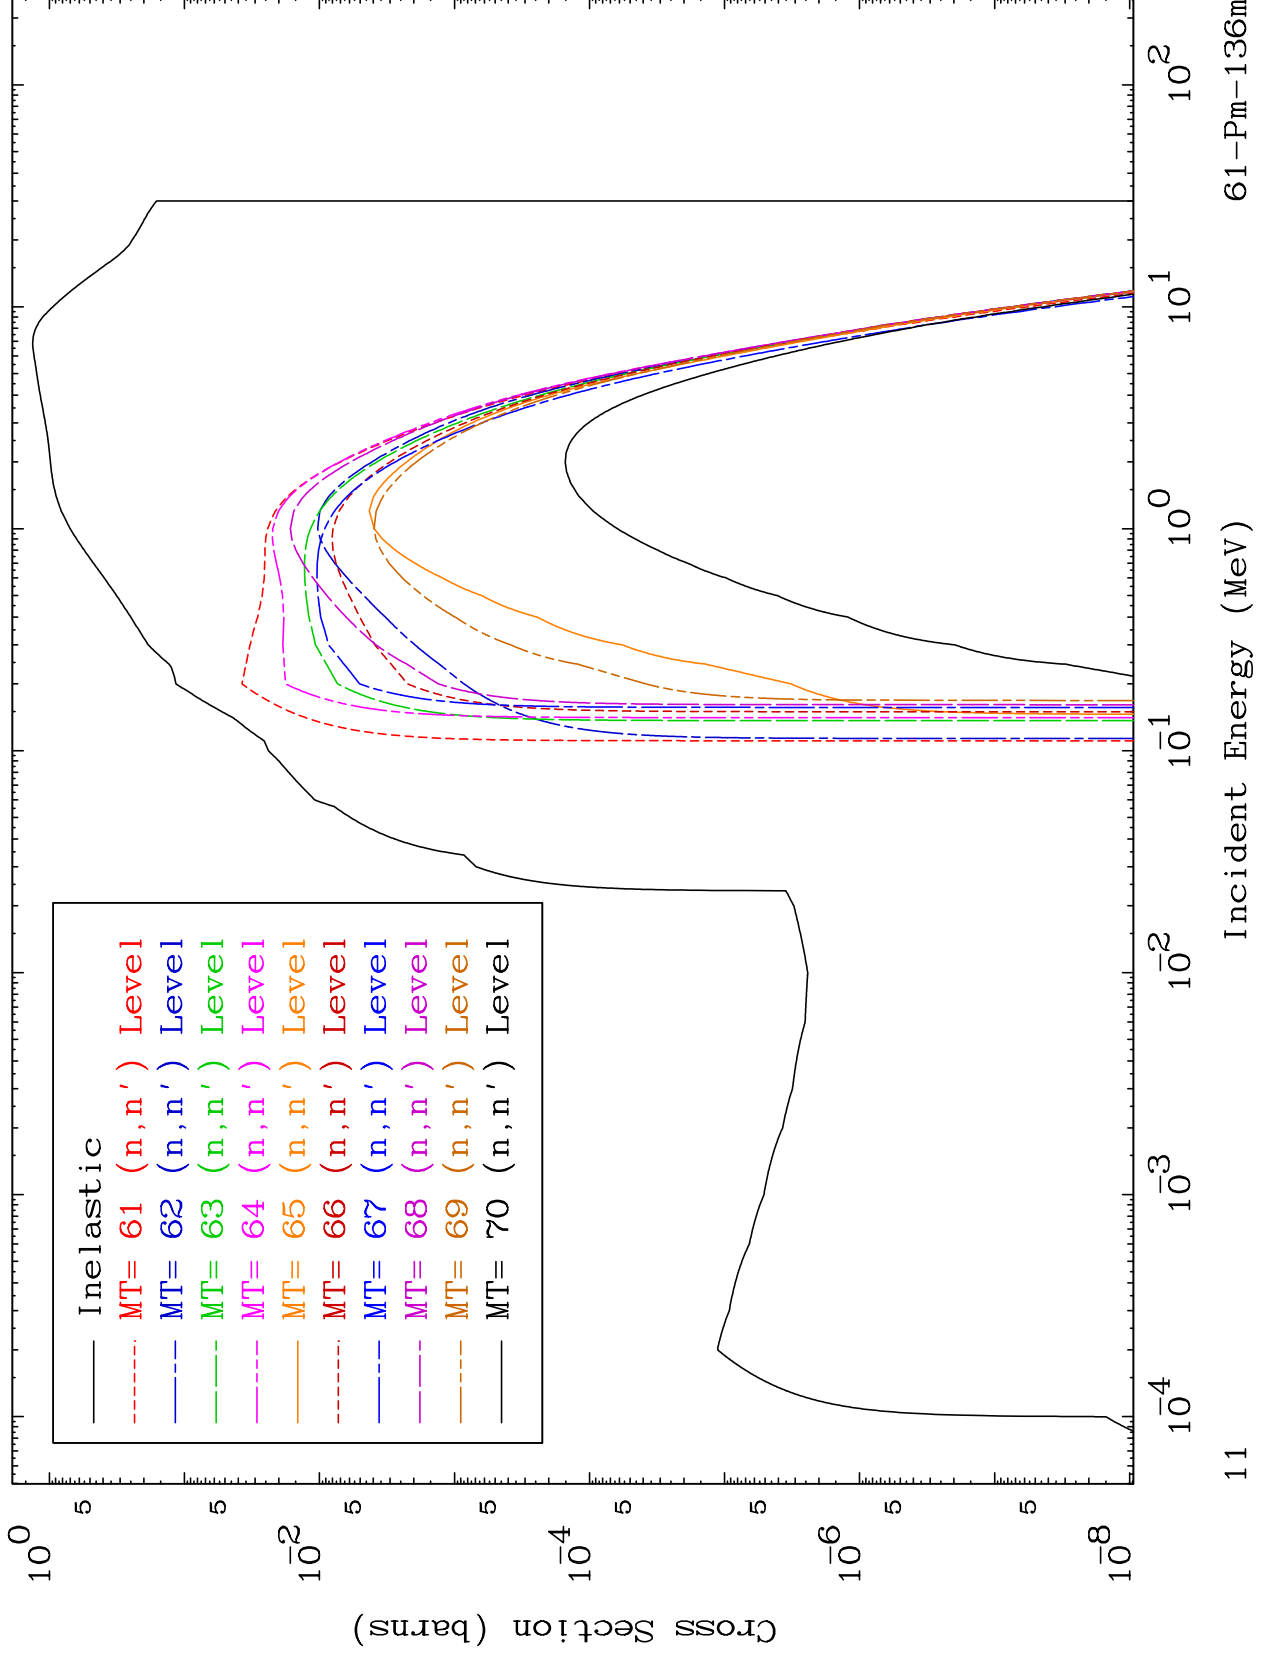 Inelastic
MT= 61 (n,n') Level
MT= 62 (n,n') Level
MT= 63 (n,n') Level
MT= 64 (n,n') Level
MT= 65 (n,n') Level
MT= 66 (n,n') Level
MT= 67 (n,n') Level
MT= 68 (n,n') Level
MT= 69 (n,n') Level
MT= 70 (n,n') Level
Cross Section (barns)
10^0
5
5
10^-2
5
5
10^-4
5
5
10^-6
5
5
10^-8
10^-4
10^-3
10^-2
10^-1
10^0
10^1
10^2
Incident Energy (MeV)
11
61-Pm-136m